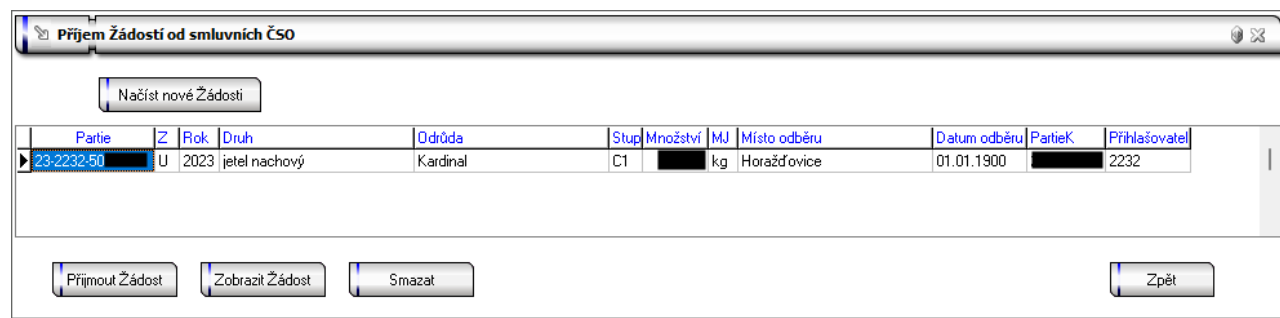 Příjem Žádostí od smluvních ČSO
Načíst nové Žádosti
Partie Z Rok Druh Odrůda Stup Množství MJ Místo odběru Datum odběru PartieK Přihlašovatel
23-2232-50 U 2023 jetel nachový Kardinal C1 kg Horažďovice 01.01.1900 2232
Přijmout Žádost Zobrazit Žádost Smazat Zpět